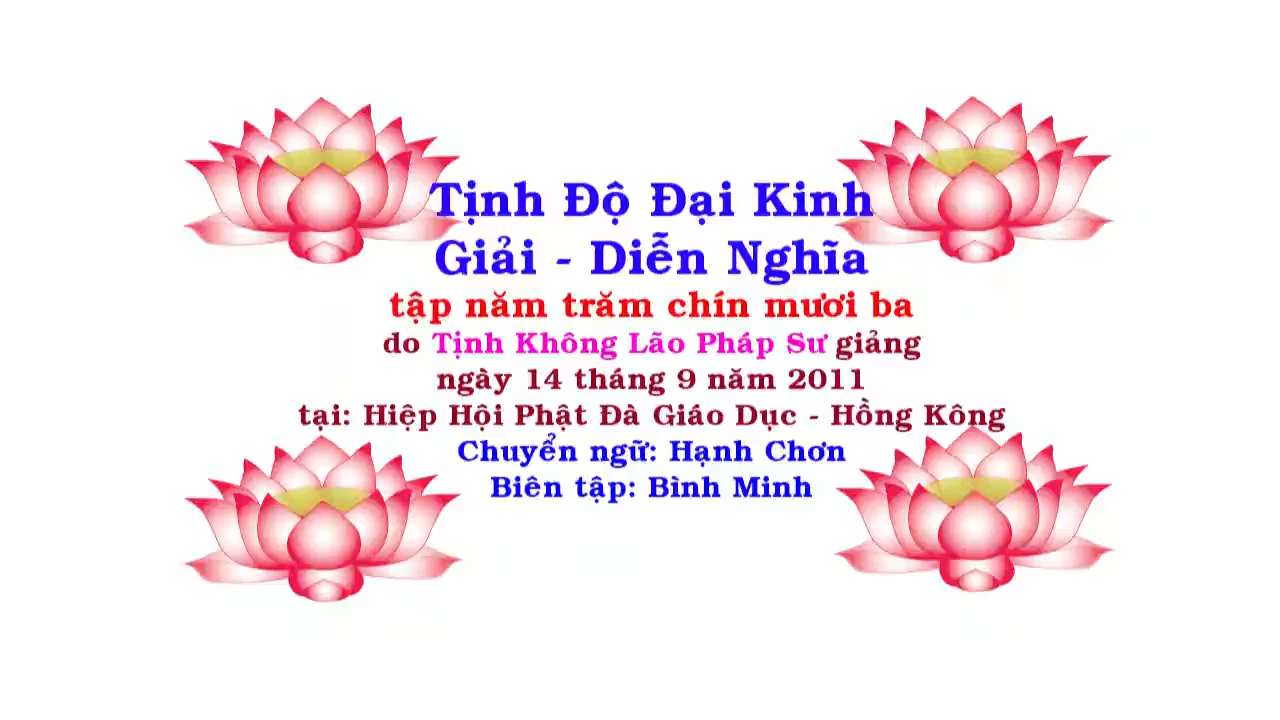 Tịnh Độ Đại Kinh
Giải - Diễn Nghĩa
tập năm trăm chín mươi ba
do Tịnh Không Lão Pháp Sư giảng
ngày 14 tháng 9 năm 2011
tại: Hiệp Hội Phật Đà Giáo Dục - Hồng Kông
Chuyển ngữ: Hạnh Chơn
Biên tập: Bình Minh